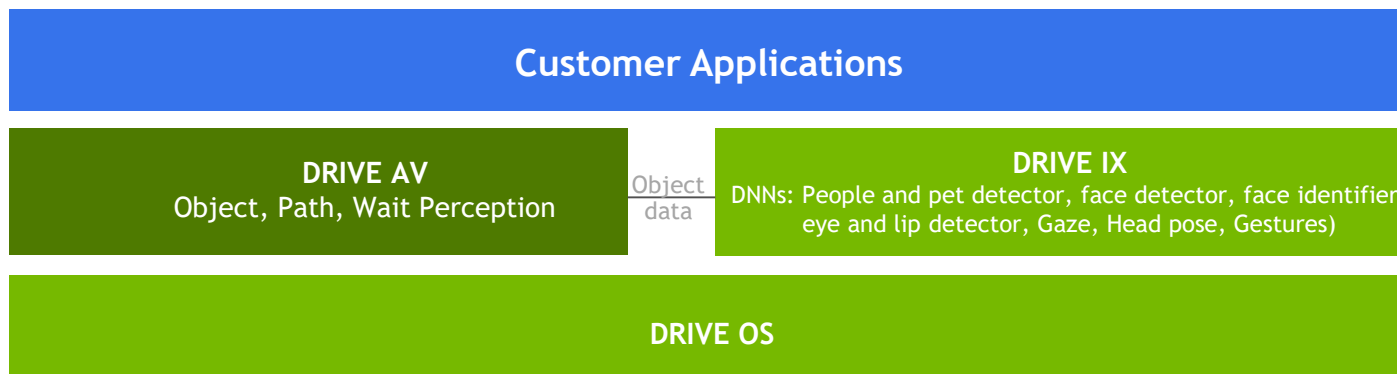 Customer Applications
DRIVE AV
Object, Path, Wait Perception
Object
data
DRIVE IX
DNNs: People and pet detector, face detector, face identifier
eye and lip detector, Gaze, Head pose, Gestures)
DRIVE OS